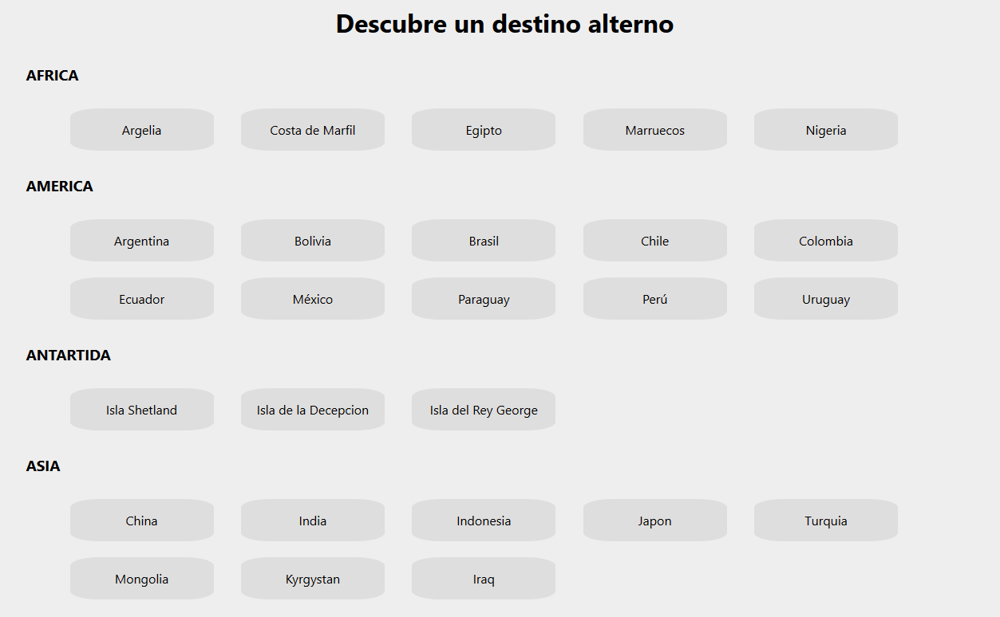 Descubre un destino alterno
AFRICA
Argelia Costa de Marfil Egipto Marruecos Nigeria
AMERICA
Argentina Bolivia Brasil Chile Colombia
Ecuador México Paraguay Perú Uruguay
ANTARTIDA
Isla Shetland Isla de la Decepcion Isla del Rey George
ASIA
China India Indonesia Japon Turquia
Mongolia Kyrgystan Iraq